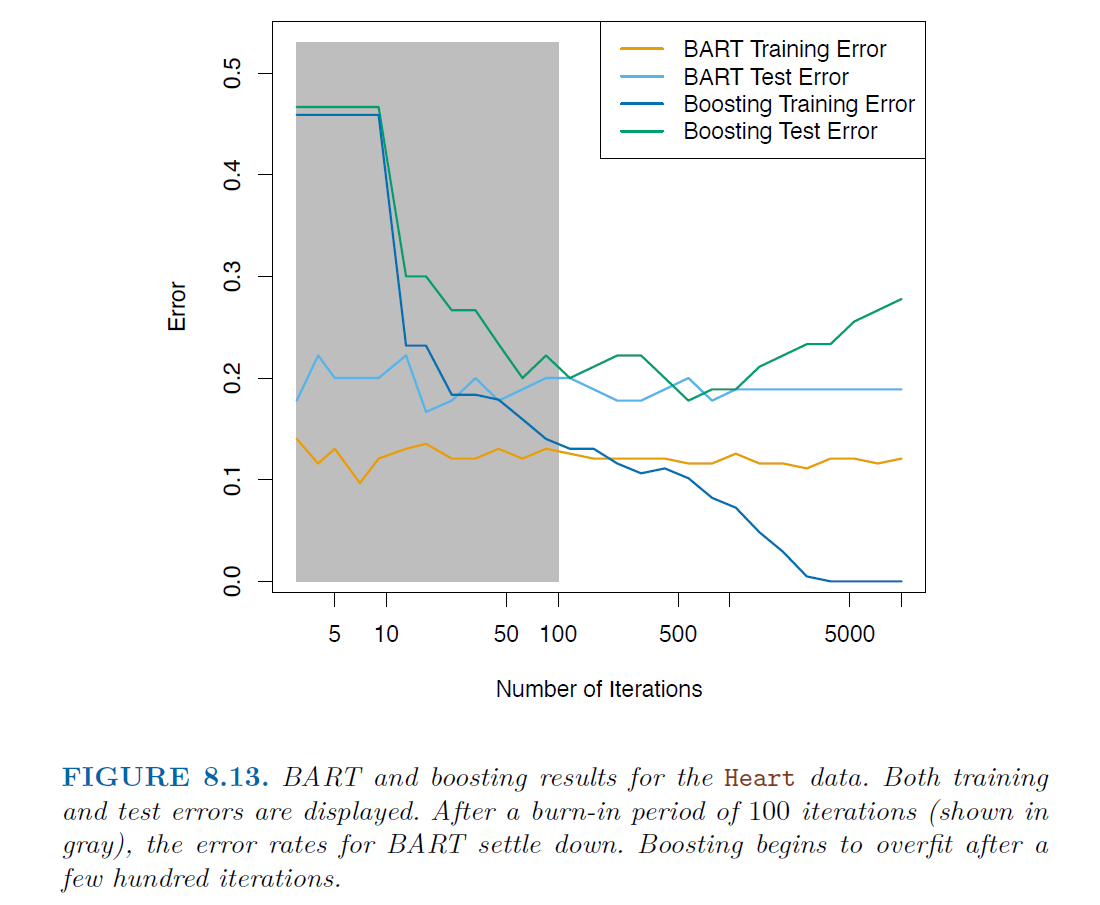 BART Training Error
BART Test Error
Boosting Training Error
Boosting Test Error
Error
0.5
0.4
0.3
0.2
0.1
0.0
5 10 50 100 500 5000
Number of Iterations
FIGURE 8.13. BART and boosting results for the Heart data. Both training
and test errors are displayed. After a burn-in period of 100 iterations (shown in
gray), the error rates for BART settle down. Boosting begins to overfit after a
few hundred iterations.